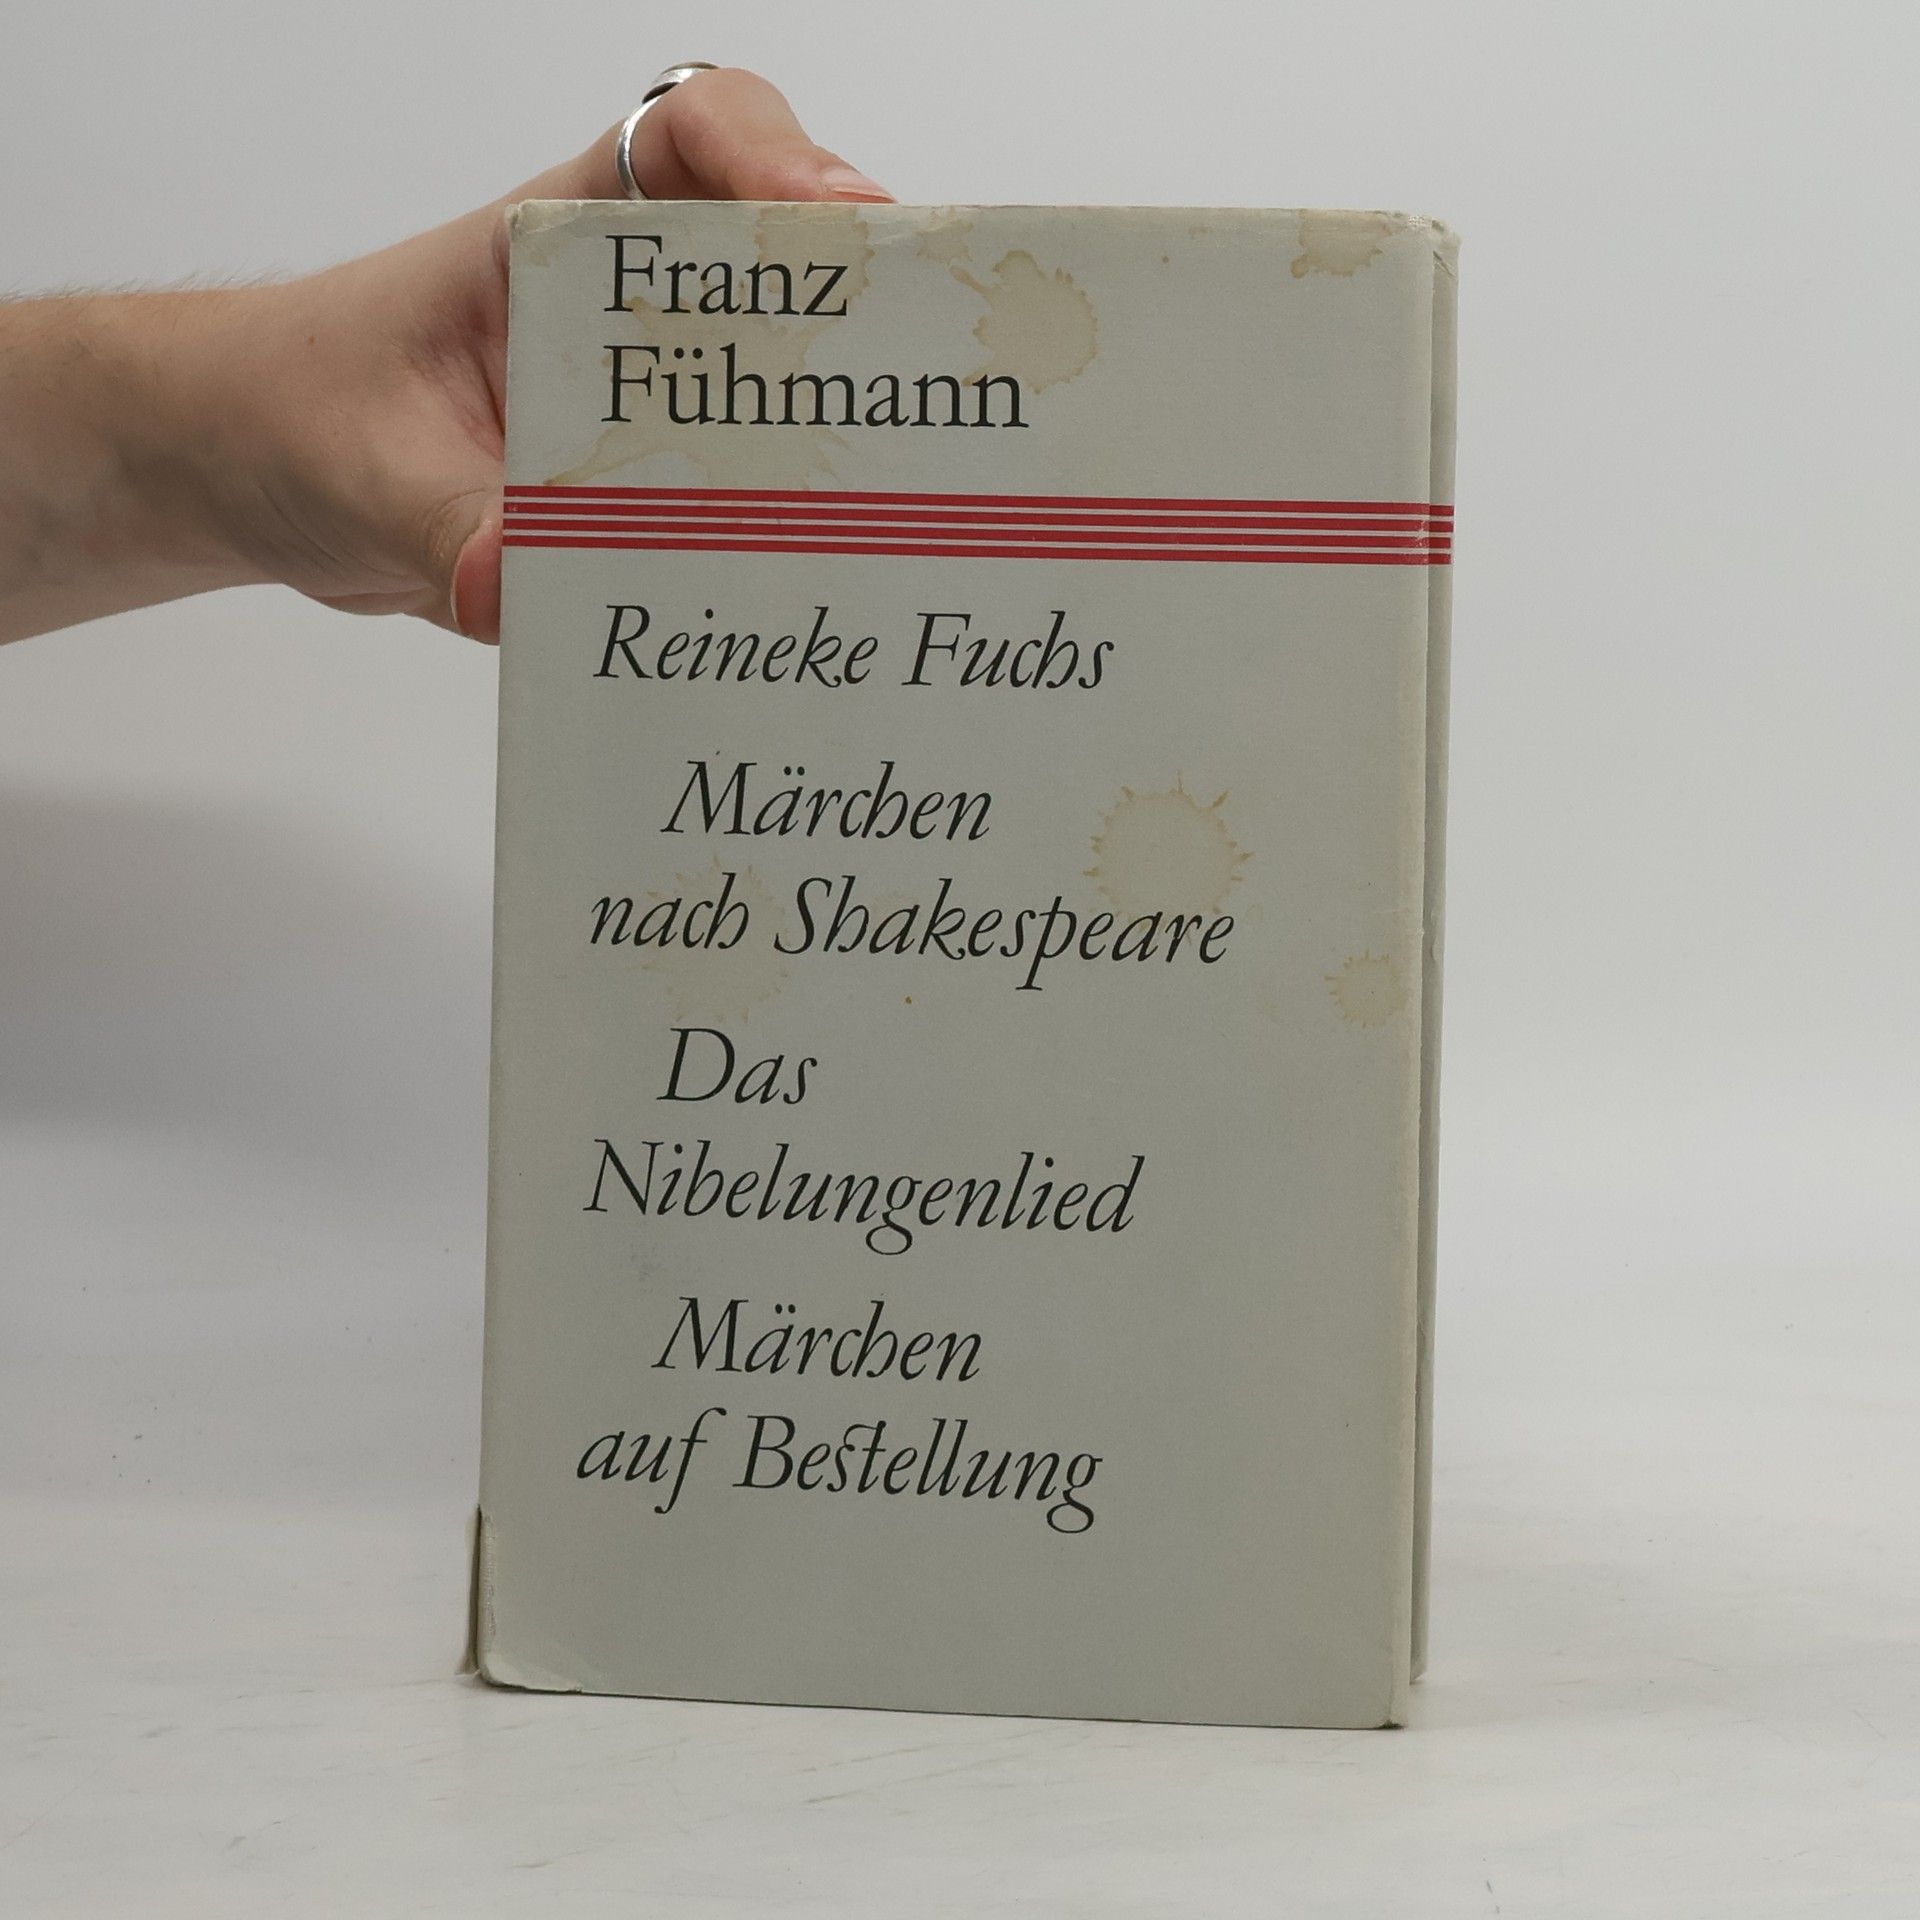 Franz
Fühmann
Reineke Fuchs
Märchen
nach Shakespeare
Das
Nibelungenlied
Märchen
auf Bestellung